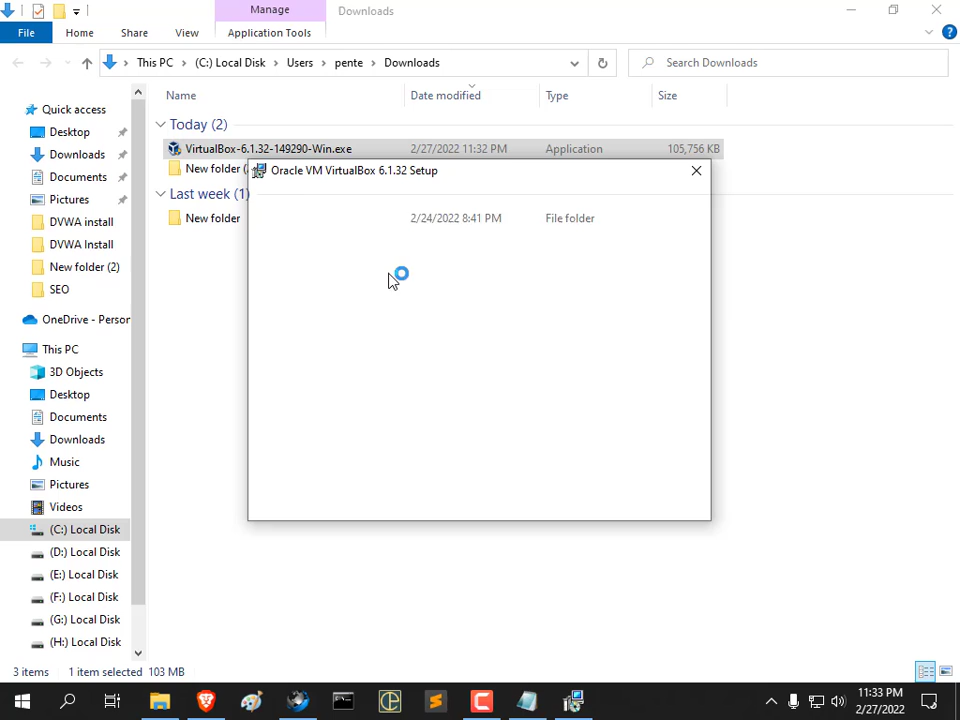 Manage
Downloads
File
Home
Share
View
Application Tools
This PC
(C:) Local Disk
Users
pente
Downloads
Search Downloads
Name
Date modified
Type
Size
Quick access
Desktop
Downloads
Documents
Pictures
DVWA install
DVWA Install
New folder (2)
SEO
OneDrive - Person
This PC
3D Objects
Desktop
Documents
Downloads
Music
Pictures
Videos
(C:) Local Disk
(D:) Local Disk
(E:) Local Disk
(F:) Local Disk
(G:) Local Disk
(H:) Local Disk
Today (2)
VirtualBox-6.1.32-149290-Win.exe 2/27/2022 11:32 PM Application 105,756 KB
New folder (
Oracle VM VirtualBox 6.1.32 Setup
Last week (1)
New folder 2/24/2022 8:41 PM File folder
3 items 1 item selected 103 MB
11:33 PM
2/27/2022